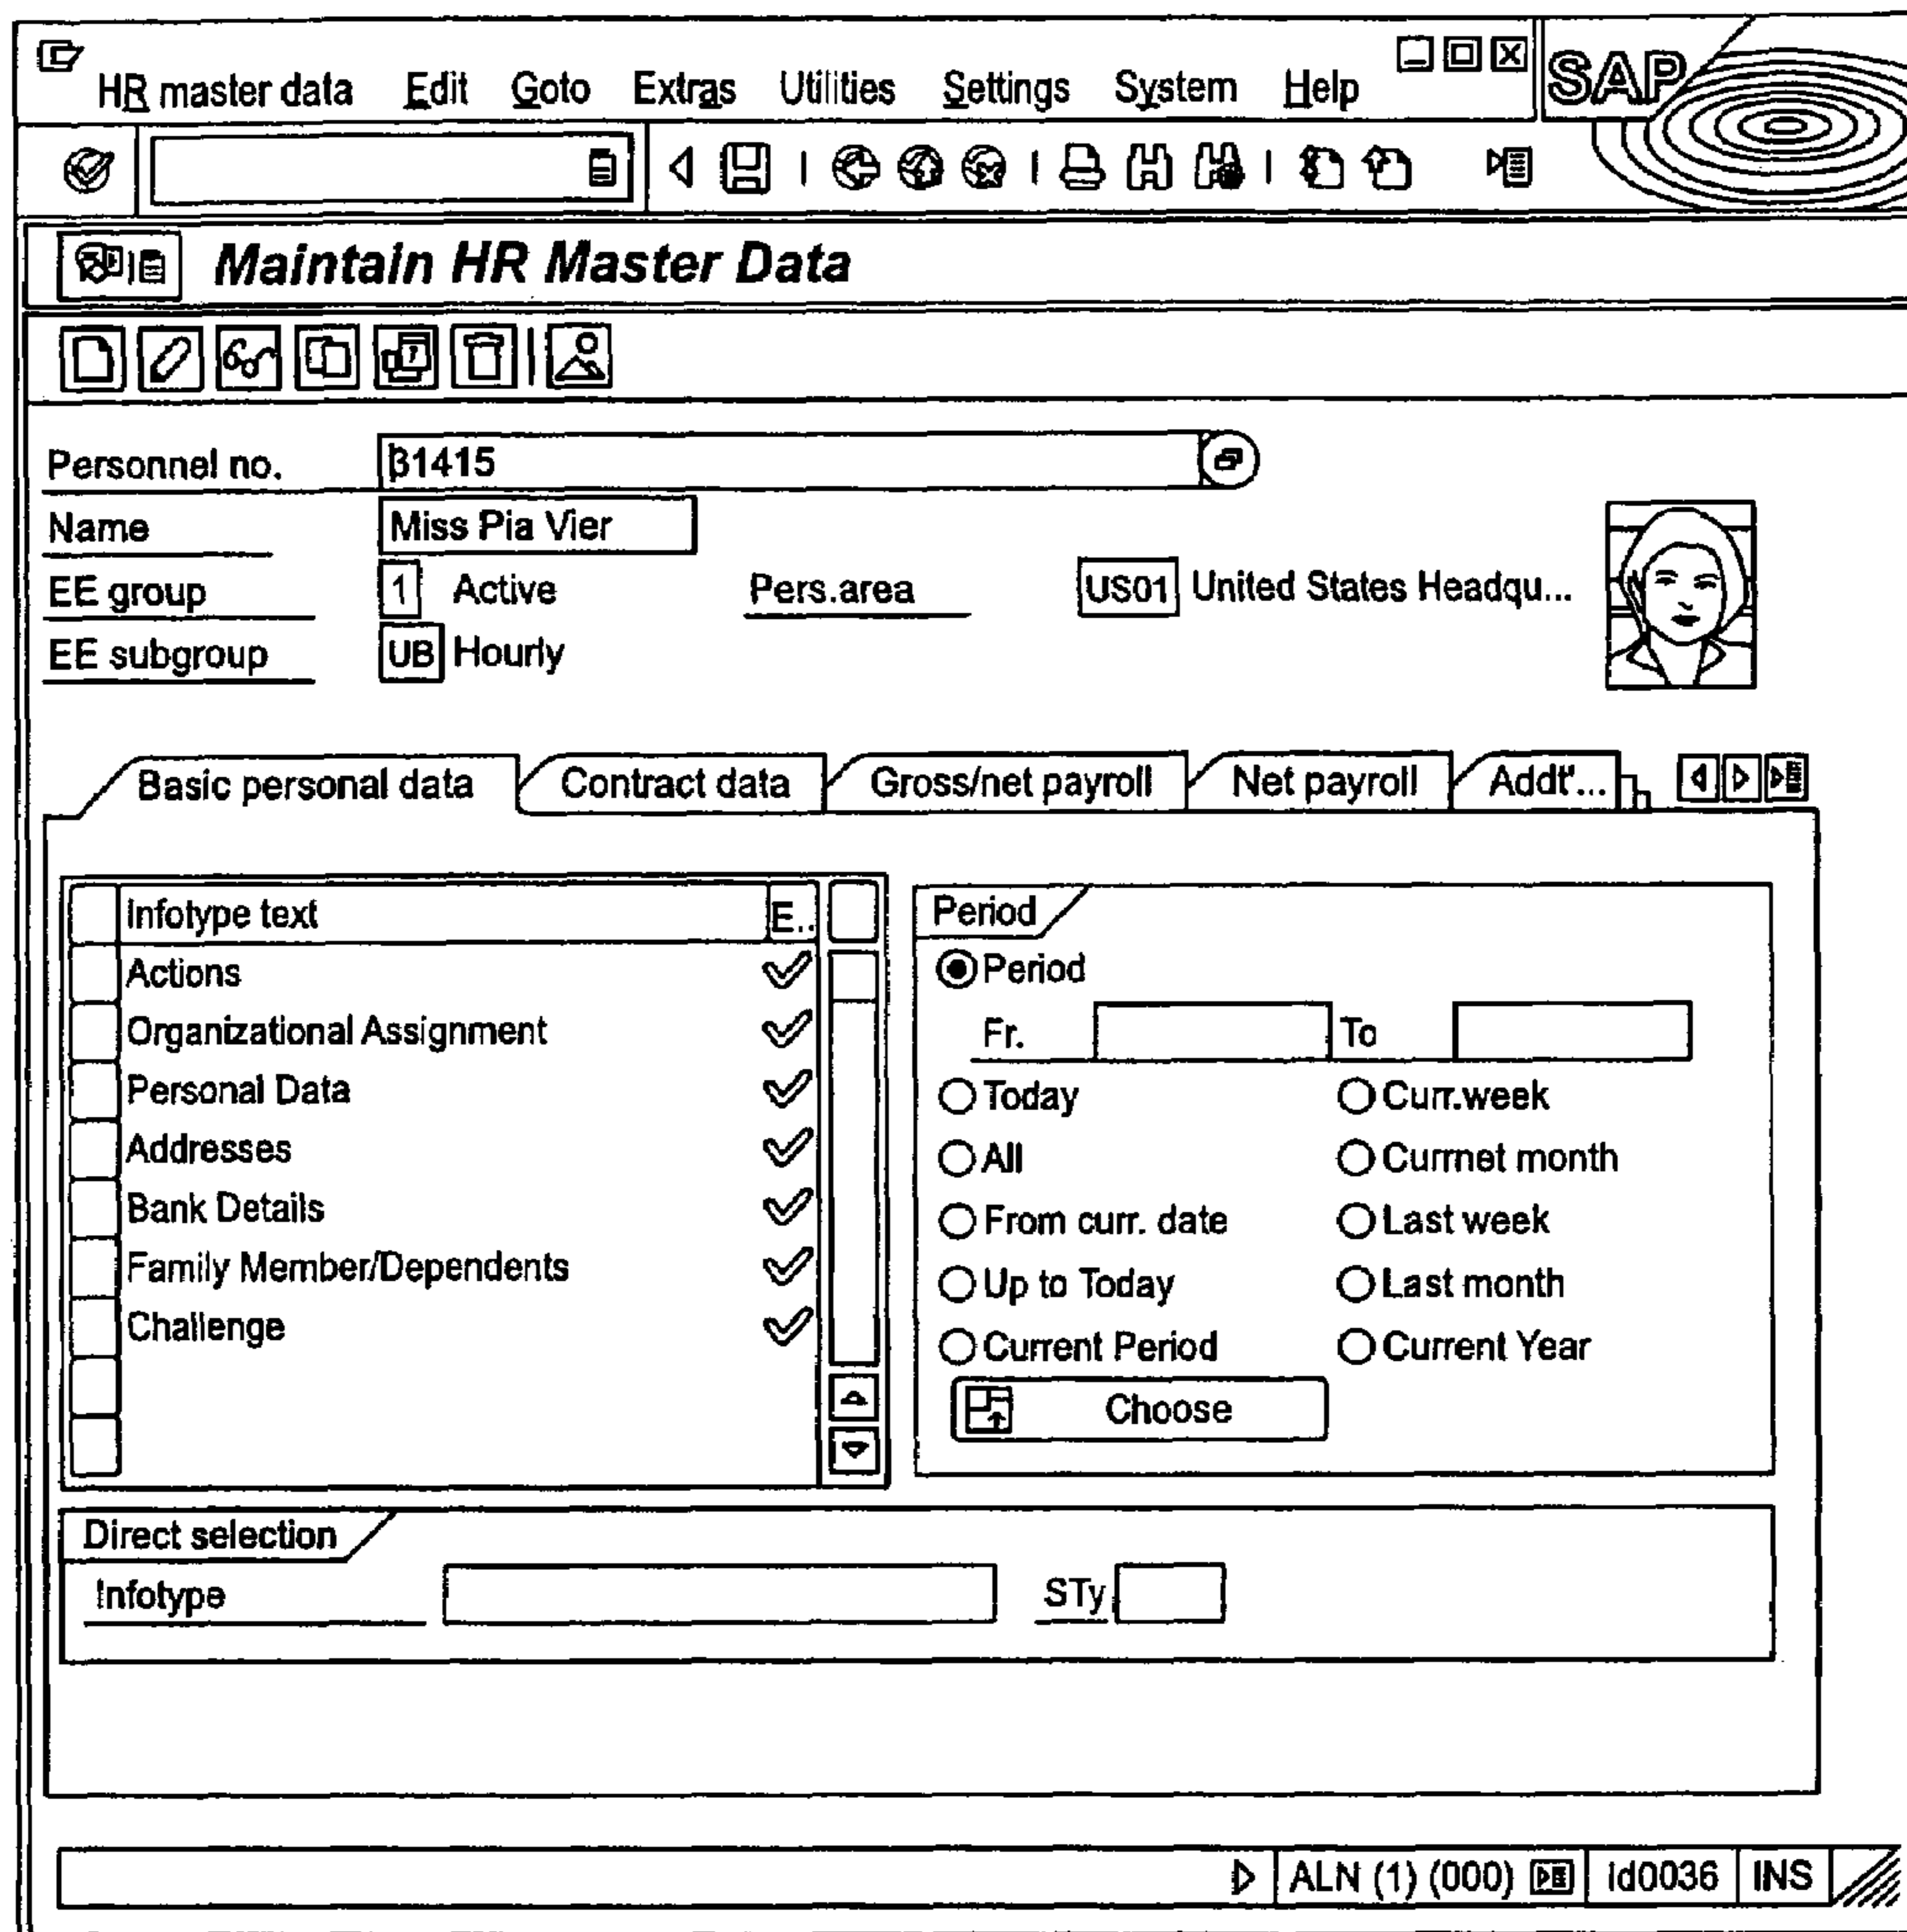 HR master data Edit Goto Extras Utilities Settings System Help SAP
Maintain HR Master Data
Personnel no. 31415
Name Miss Pia Vier
EE group 1 Active Pers.area US01 United States Headqu...
EE subgroup UB Hourly
Basic personal data Contract data Gross/net payroll Net payroll Addt'...
Infotype text E..
Actions
Organizational Assignment
Personal Data
Addresses
Bank Details
Family Member/Dependents
Challenge
Period
Period
Fr. To
Today Curr.week
All Currnet month
From curr. date Last week
Up to Today Last month
Current Period Current Year
Choose
Direct selection
Infotype STy
ALN (1) (000) Id0036 INS